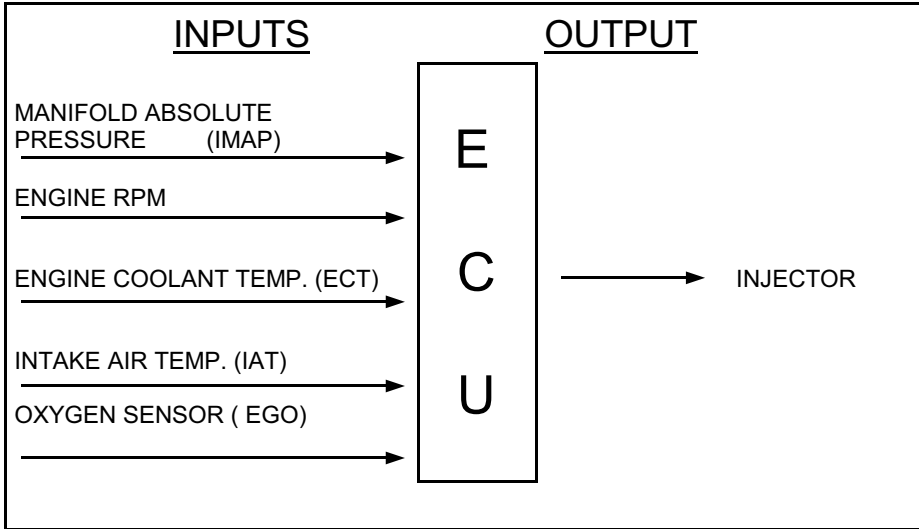 INPUTS
OUTPUT
MANIFOLD ABSOLUTE
PRESSURE (IMAP)
ENGINE RPM
ENGINE COOLANT TEMP. (ECT)
INTAKE AIR TEMP. (IAT)
OXYGEN SENSOR ( EGO)
E
C
U
INJECTOR